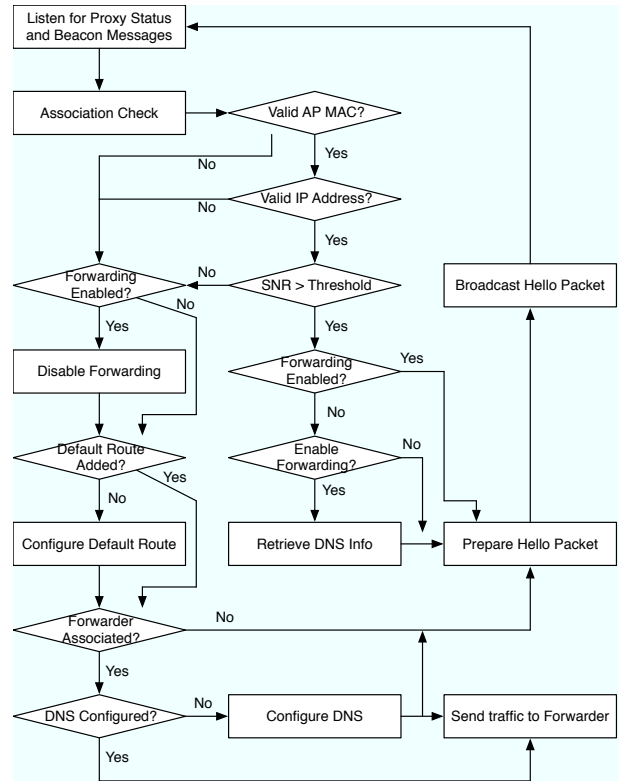 Listen for Proxy Status
and Beacon Messages
Association Check
Valid AP MAC?
No
Yes
Valid IP Address?
No
Yes
Forwarding
Enabled?
No
SNR > Threshold
Broadcast Hello Packet
No
Yes
Yes
Disable Forwarding
Forwarding
Enabled?
Yes
No
Default Route
Added?
Yes
Enable
Forwarding?
No
No
Yes
Configure Default Route
Retrieve DNS Info
Prepare Hello Packet
Forwarder
Associated?
No
Yes
DNS Configured?
No
Configure DNS
Send traffic to Forwarder
Yes